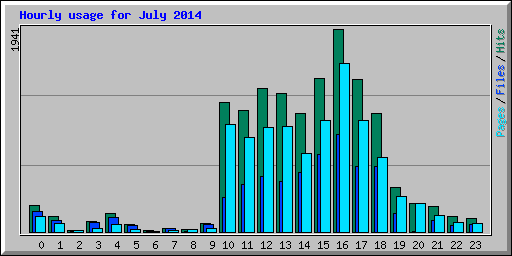 Hourly usage for July 2014
1941
Pages / Files / Hits
0 1 2 3 4 5 6 7 8 9 10 11 12 13 14 15 16 17 18 19 20 21 22 23